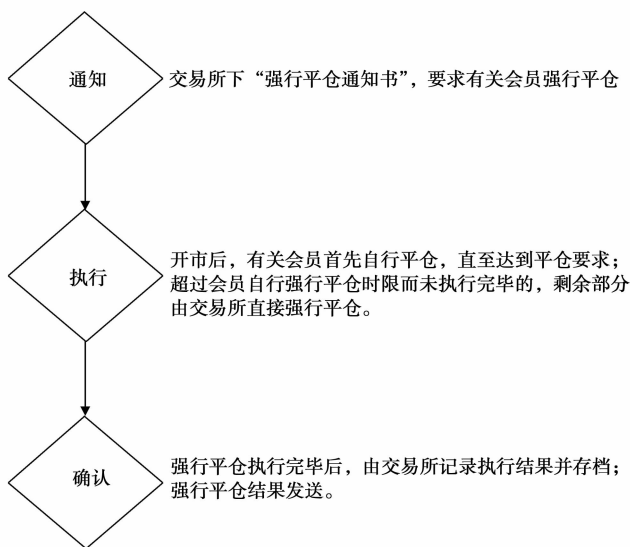 通知
交易所下“强行平仓通知书”，要求有关会员强行平仓
执行
开市后，有关会员首先自行平仓，直至达到平仓要求；
超过会员自行强行平仓时限而未执行完毕的，剩余部分
由交易所直接强行平仓。
确认
强行平仓执行完毕后，由交易所记录执行结果并存档；
强行平仓结果发送。